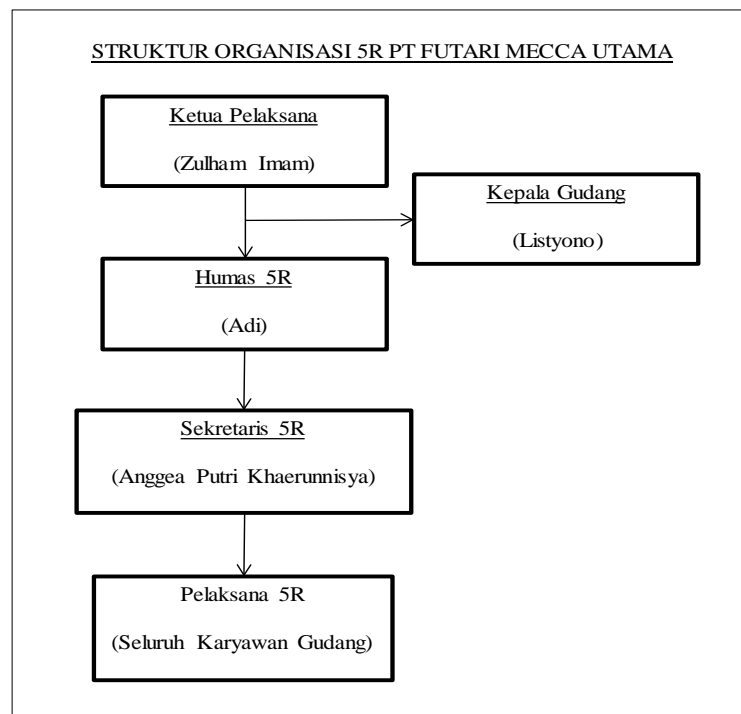 STRUKTUR ORGANISASI 5R PT FUTARI MECCA UTAMA
Ketua Pelaksana
(Zulham Imam)
Kepala Gudang
(Listyono)
Humas 5R
(Adi)
Sekretaris 5R
(Anggea Putri Khaerunnisya)
Pelaksana 5R
(Seluruh Karyawan Gudang)